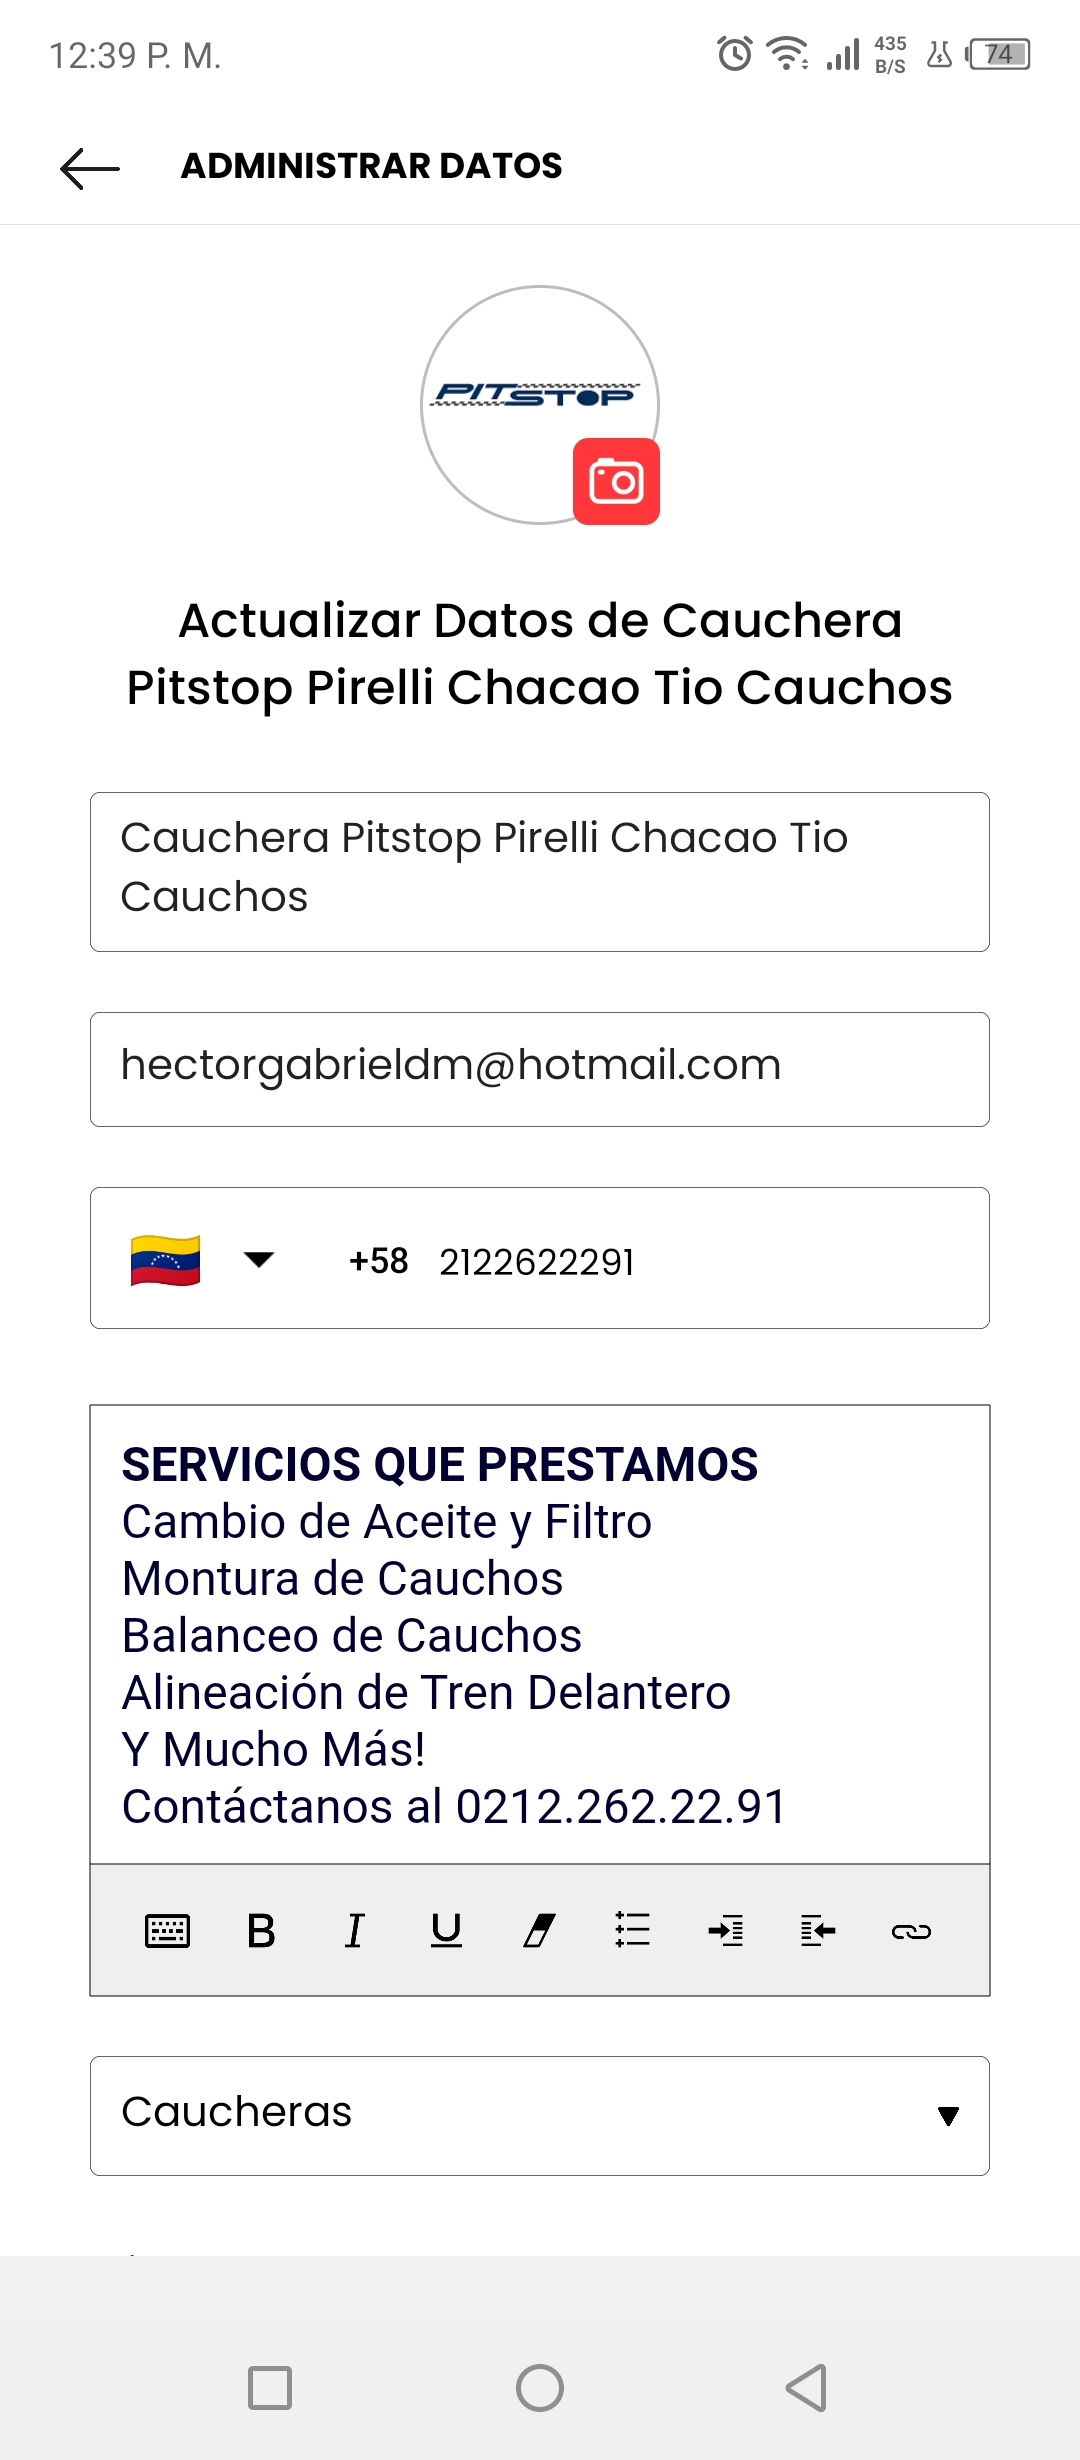 12:39 P. M.
435
B/S
74
ADMINISTRAR DATOS
PITSTOP
Actualizar Datos de Cauchera
Pitstop Pirelli Chacao Tio Cauchos
Cauchera Pitstop Pirelli Chacao Tio
Cauchos
hectorgabrieldm@hotmail.com
+58 2122622291
SERVICIOS QUE PRESTAMOS
Cambio de Aceite y Filtro
Montura de Cauchos
Balanceo de Cauchos
Alineación de Tren Delantero
Y Mucho Más!
Contáctanos al 0212.262.22.91
B I U
Caucheras